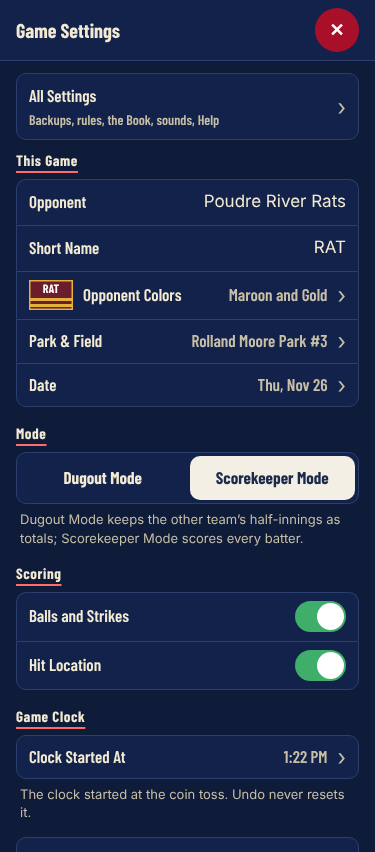 Game Settings
All Settings
Backups, rules, the Book, sounds, Help
This Game
Opponent Poudre River Rats
Short Name RAT
RAT Opponent Colors Maroon and Gold
Park & Field Rolland Moore Park #3
Date Thu, Nov 26
Mode
Dugout Mode Scorekeeper Mode
Dugout Mode keeps the other team’s half-innings as
totals; Scorekeeper Mode scores every batter.
Scoring
Balls and Strikes
Hit Location
Game Clock
Clock Started At 1:22 PM
The clock started at the coin toss. Undo never resets
it.